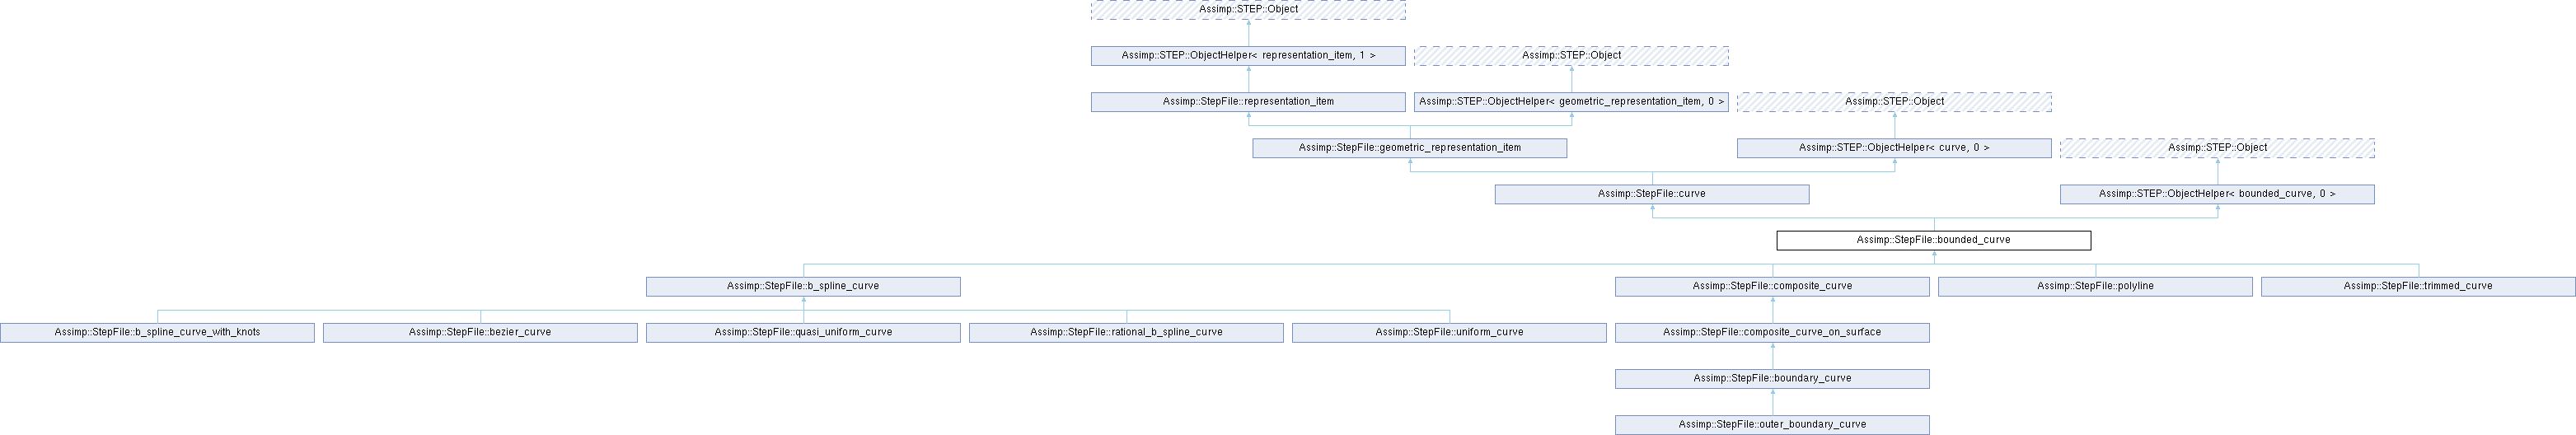 Assimp::STEP::Object
Assimp::STEP::ObjectHelper< representation_item, 1 >
Assimp::STEP::Object
Assimp::StepFile::representation_item
Assimp::STEP::ObjectHelper< geometric_representation_item, 0 >
Assimp::STEP::Object
Assimp::StepFile::geometric_representation_item
Assimp::STEP::ObjectHelper< curve, 0 >
Assimp::STEP::Object
Assimp::StepFile::curve
Assimp::STEP::ObjectHelper< bounded_curve, 0 >
Assimp::StepFile::bounded_curve
Assimp::StepFile::b_spline_curve
Assimp::StepFile::composite_curve
Assimp::StepFile::polyline
Assimp::StepFile::trimmed_curve
Assimp::StepFile::b_spline_curve_with_knots
Assimp::StepFile::bezier_curve
Assimp::StepFile::quasi_uniform_curve
Assimp::StepFile::rational_b_spline_curve
Assimp::StepFile::uniform_curve
Assimp::StepFile::composite_curve_on_surface
Assimp::StepFile::boundary_curve
Assimp::StepFile::outer_boundary_curve